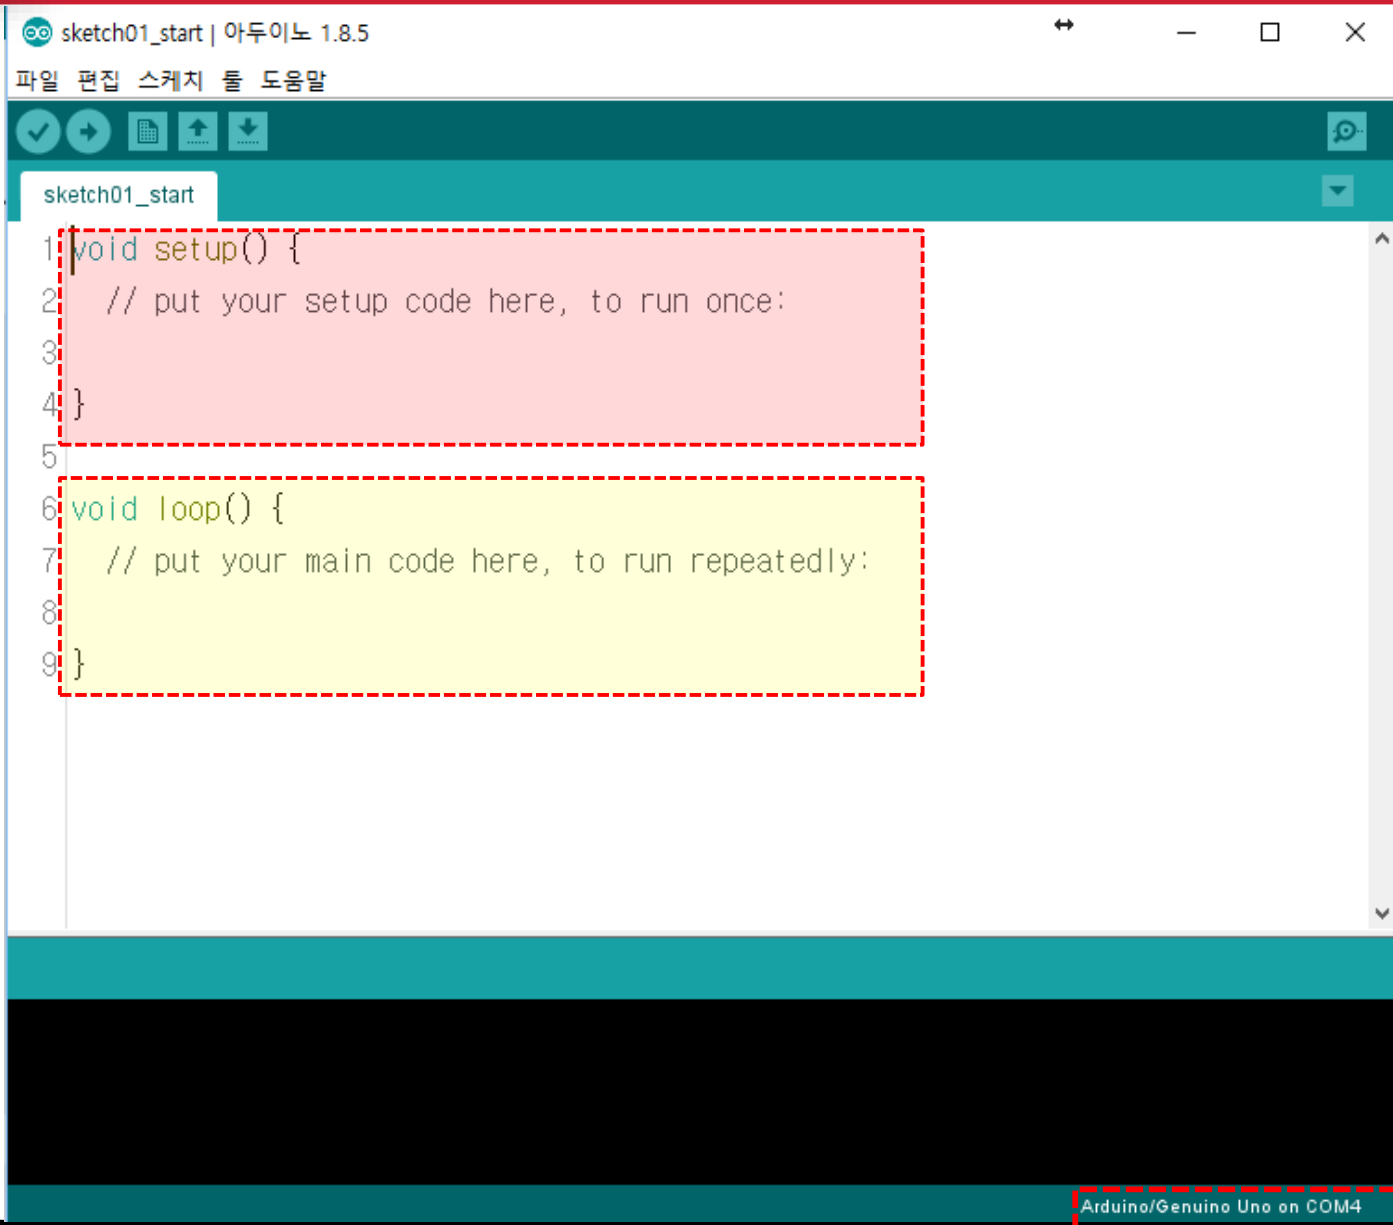 sketch01_start | 아두이노 1.8.5
파일 편집 스케치 툴 도움말
sketch01_start
1 void setup() {
2 // put your setup code here, to run once:
3
4 }
5
6 void loop() {
7 // put your main code here, to run repeatedly:
8
9 }
Arduino/Genuino Uno on COM4